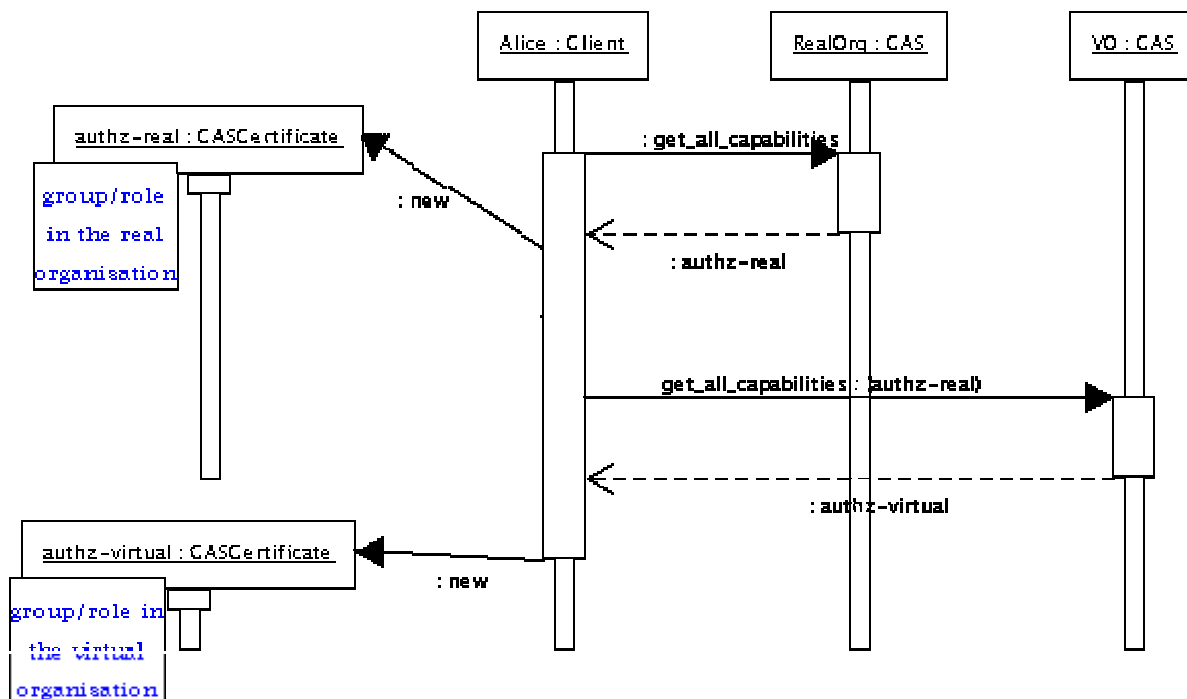 Alice : Client
RealOrg : CAS
VO : CAS
authz-real : CASCertificate
group/role
in the real
organisation
: get_all_capabilities
: new
: authz-real
get_all_capabilities : (authz-real)
: authz-virtual
authz-virtual : CASCertificate
: new
group/role in
the virtual
organisation